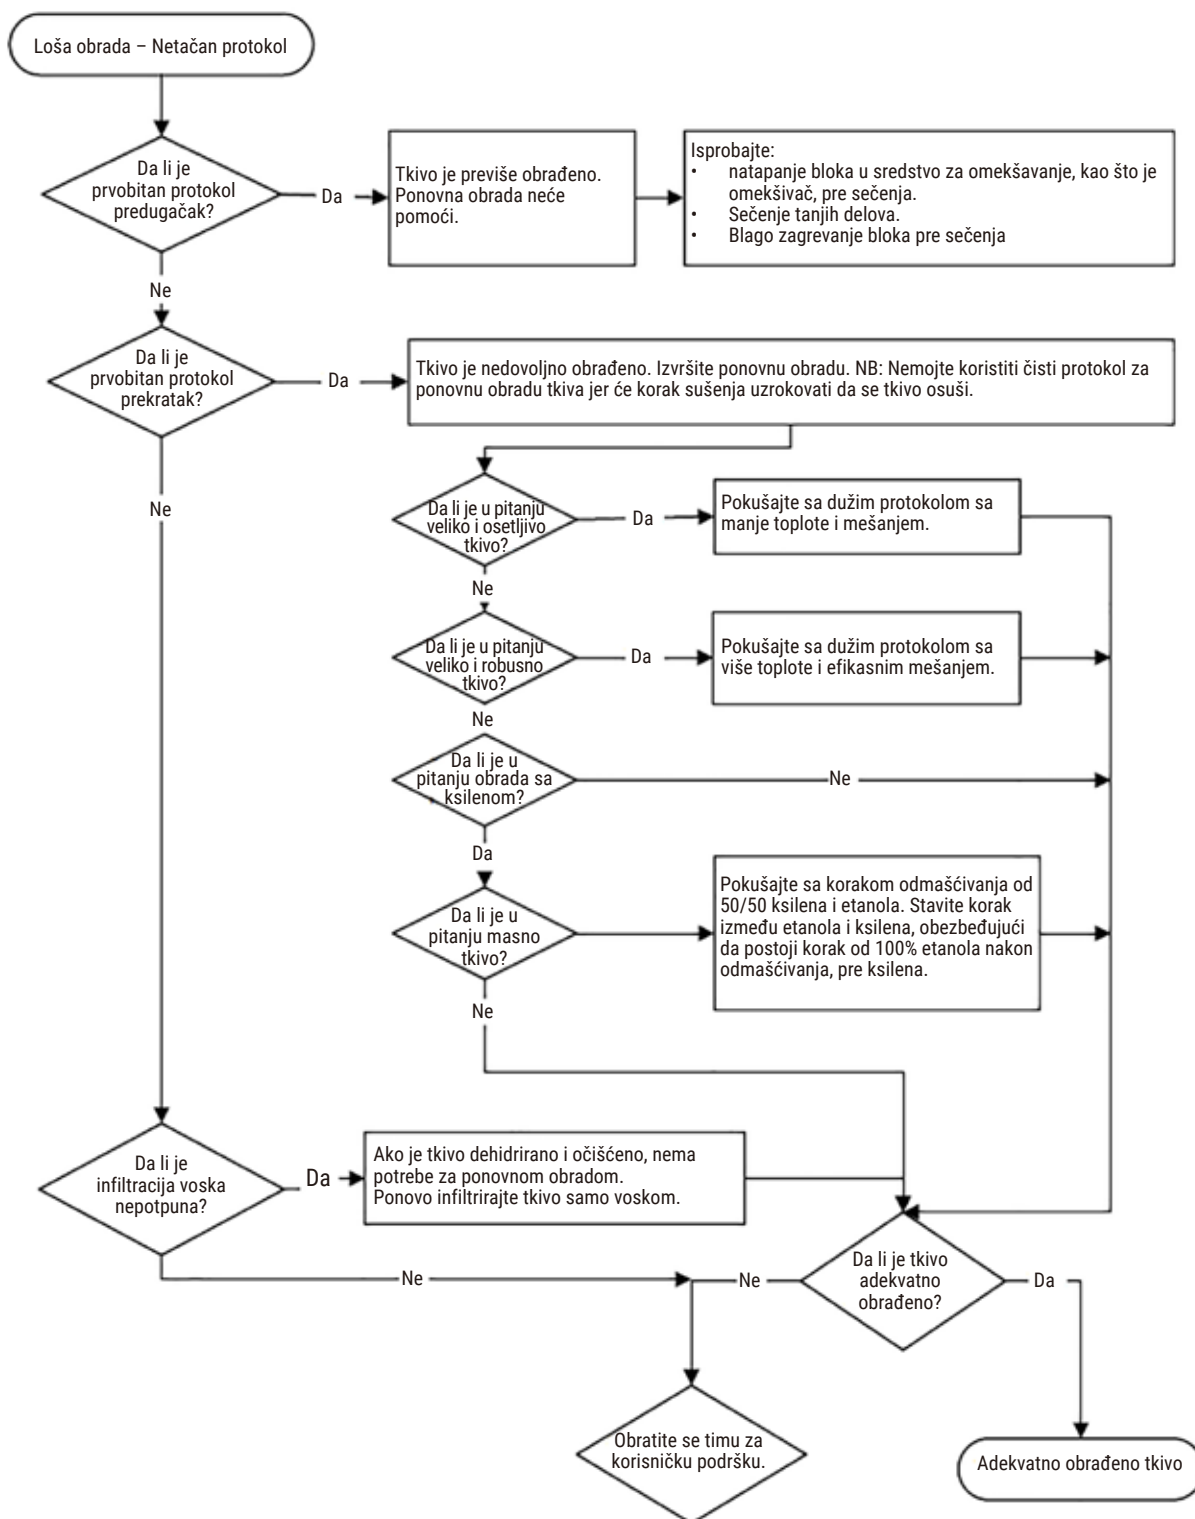 Loša obrada – Netačan protokol
Da li je
prvobitan protokol
predugačak?
Da
Tkivo je previše obrađeno.
Ponovna obrada neće
pomoći.
Isprobajte:
• natapanje bloka u sredstvo za omekšavanje, kao što je
omekšivač, pre sečenja.
• Sečenje tanjih delova.
• Blago zagrevanje bloka pre sečenja
Ne
Da li je
prvobitan protokol
prekratak?
Da
Tkivo je nedovoljno obrađeno. Izvršite ponovnu obradu. NB: Nemojte koristiti čisti protokol za
ponovnu obradu tkiva jer će korak sušenja uzrokovati da se tkivo osuši.
Ne
Da li je u pitanju
veliko i osetljivo
tkivo?
Da
Pokušajte sa dužim protokolom sa
manje toplote i mešanjem.
Ne
Da li je u pitanju
veliko i robusno
tkivo?
Da
Pokušajte sa dužim protokolom sa
više toplote i efikasnim mešanjem.
Ne
Da li je u
pitanju obrada sa
ksilenom?
Ne
Da
Da li je u
pitanju masno
tkivo?
Pokušajte sa korakom odmašćivanja od
50/50 ksilena i etanola. Stavite korak
između etanola i ksilena, obezbeđujući
da postoji korak od 100% etanola nakon
odmašćivanja, pre ksilena.
Ne
Da li je
infiltracija voska
nepotpuna?
Da
Ako je tkivo dehidrirano i očišćeno, nema
potrebe za ponovnom obradom.
Ponovo infiltrirajte tkivo samo voskom.
Ne
Da li je tkivo
adekvatno
obrađeno?
Ne
Da
Obratite se timu za
korisničku podršku.
Adekvatno obrađeno tkivo